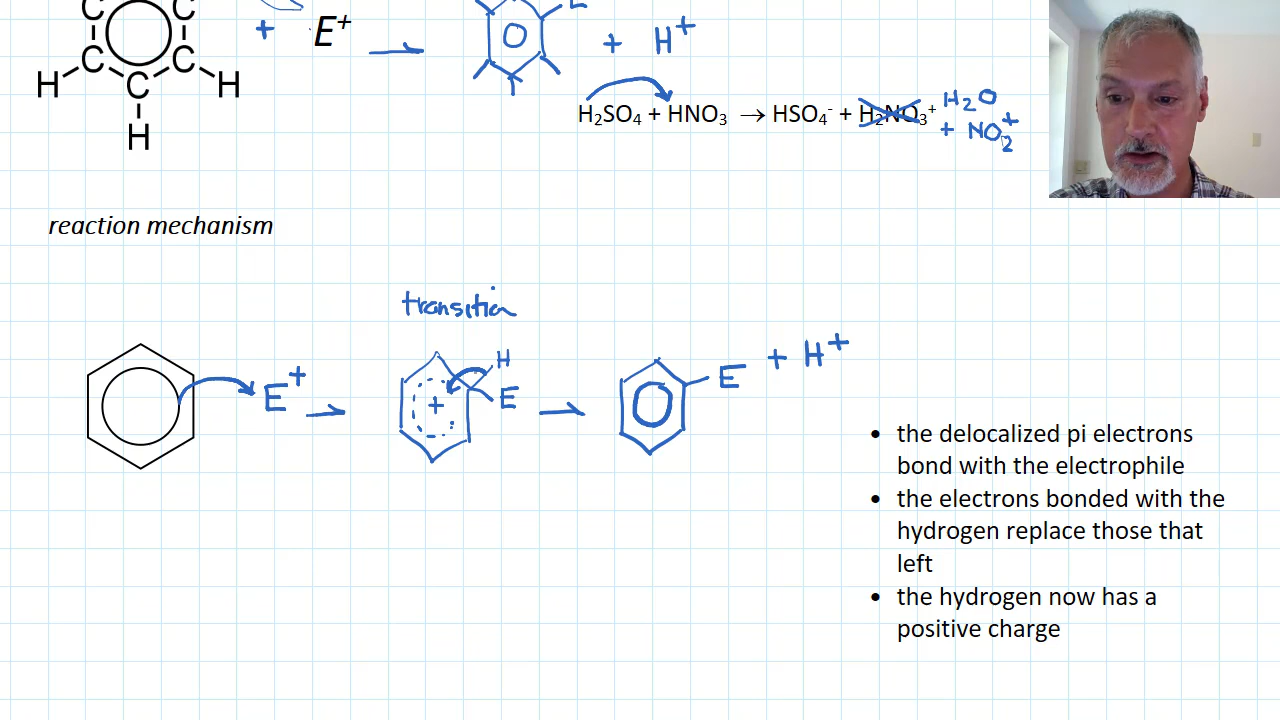 C C
+ E⁺ E
C C O + H⁺
H C H
H
H₂SO₄ + HNO₃ → HSO₄⁻ + H₂NO₃⁺ H₂O
+ NO₂⁺
reaction mechanism
transition
H
E⁺ + E E + H⁺
• the delocalized pi electrons
bond with the electrophile
• the electrons bonded with the
hydrogen replace those that
left
• the hydrogen now has a
positive charge